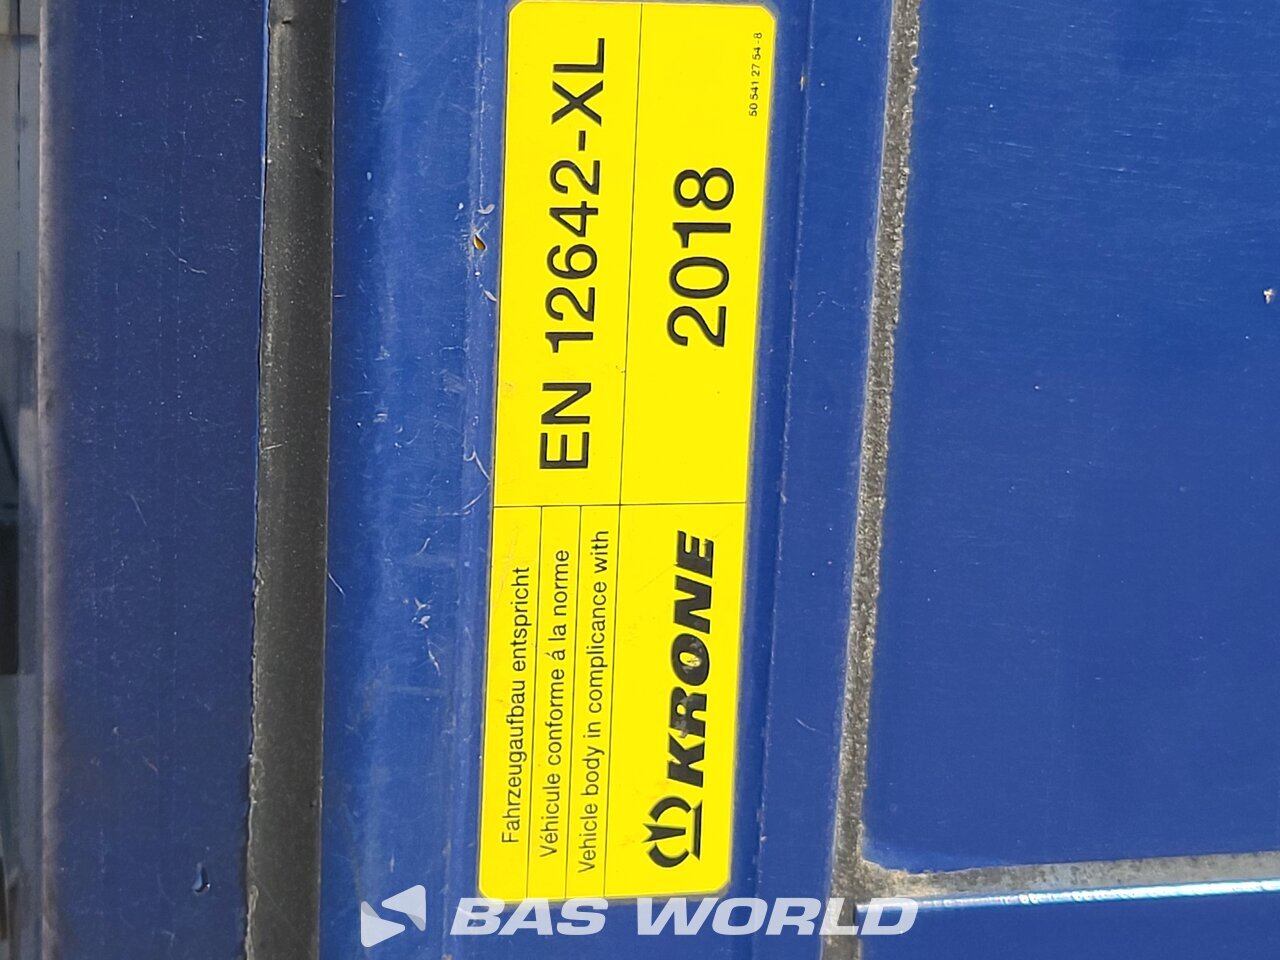 Fahrzeugaufbau entspricht
Véhicule conforme á la norme
Vehicle body in complicance with
EN 12642-XL
KRONE
2018
50 541 27 54 -8
BAS WORLD